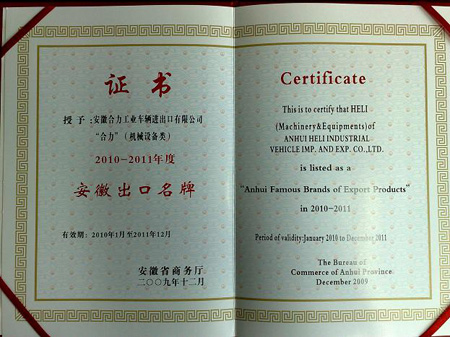 证书
授予:安徽合力工业车辆进出口有限公司
“合力”(机械设备类)
2010-2011年度
安徽出口名牌
有效期:2010年1月至2011年12月
安徽省商务厅
二〇〇九年十二月
Certificate
This is to certify that HELI
(Machinery&Equipments)of
ANHUI HELI INDUSTRIAL
VEHICLE IMP. AND EXP. CO.,LTD.
is listed as a
“Anhui Famous Brands of Export Products”
in 2010-2011
Period of validity:January 2010 to December 2011
The Bureau of
Commerce of Anhui Province
December 2009